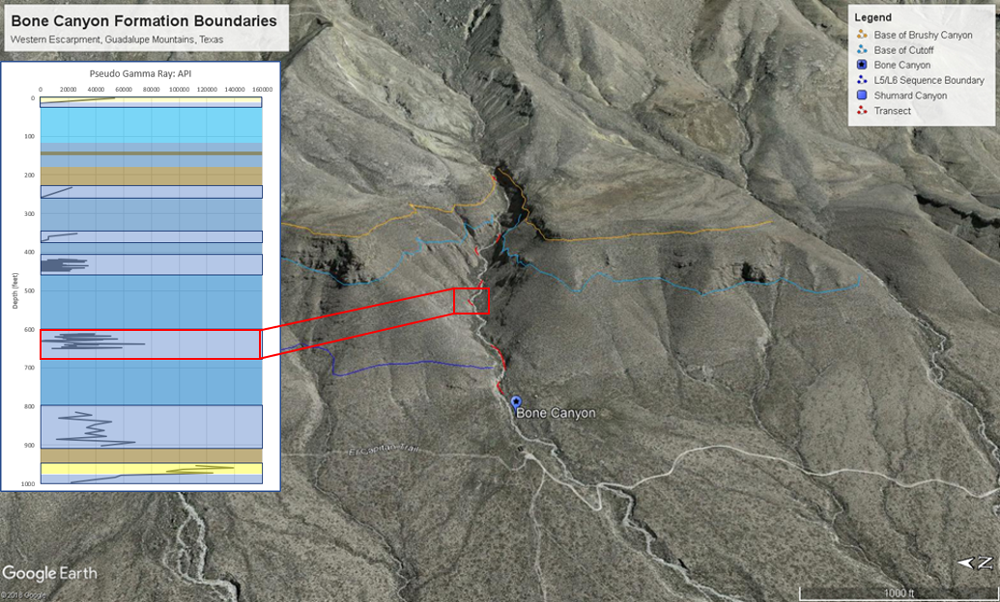 Bone Canyon Formation Boundaries
Western Escarpment, Guadalupe Mountains, Texas
Legend
Base of Brushy Canyon
Base of Cutoff
Bone Canyon
L5/L6 Sequence Boundary
Shumard Canyon
Transect
Pseudo Gamma Ray: API
0 20000 40000 60000 80000 100000 120000 140000 160000
0
100
200
300
400
500
600
700
800
900
1000
Depth (feet)
Bone Canyon
El Capitan Trail
Google Earth
© 2018 Google
N
1000 ft